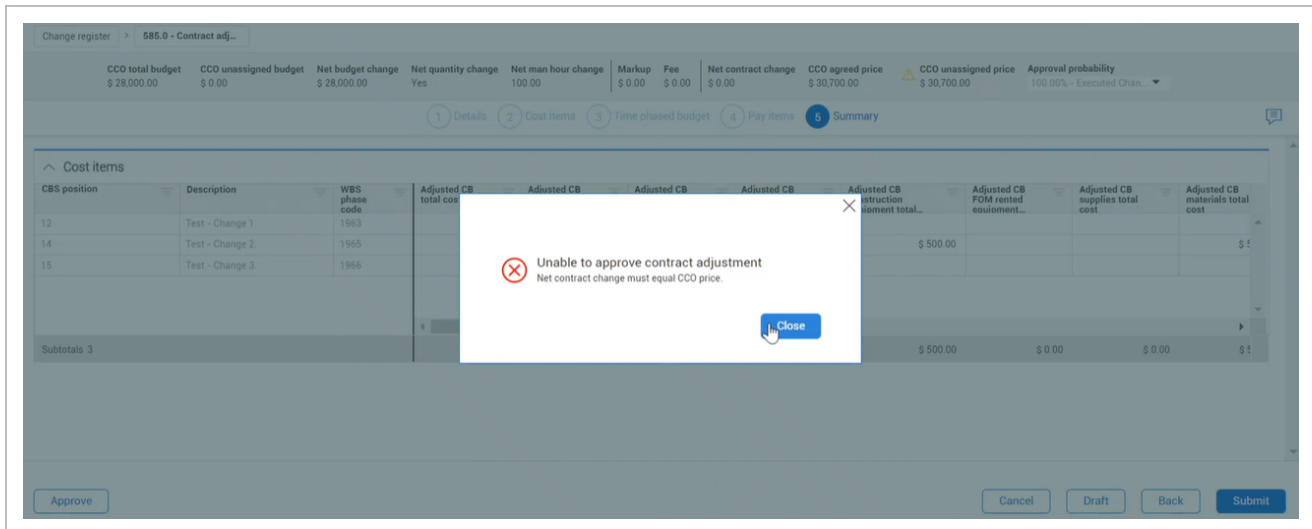 Change register > 585.0 - Contract adj...
CCO total budget CCO unassigned budget Net budget change Net quantity change Net man hour change Markup Fee Net contract change CCO agreed price CCO unassigned price Approval probability
$ 28,000.00 $ 0.00 $ 28,000.00 Yes 100.00 $ 0.00 $ 0.00 $ 0.00 $ 30,700.00 $ 30,700.00 100.00% - Executed Chan...
1 Details 2 Cost items 3 Time phased budget 4 Pay items 5 Summary
Cost items
CBS position Description WBS Adjusted CB Adjusted CB Adjusted CB Adjusted CB Adjusted CB Adjusted CB Adjusted CB Adjusted CB
phase total cos FOM rented supplies total materials total
code equipment... cost cost
12 Test - Change 1 1963
14 Test - Change 2 1965 $ 500.00
15 Test - Change 3 1966
Unable to approve contract adjustment
Net contract change must equal CCO price.
Close
Subtotals 3 $ 500.00 $ 0.00 $ 0.00
Approve Cancel Draft Back Submit